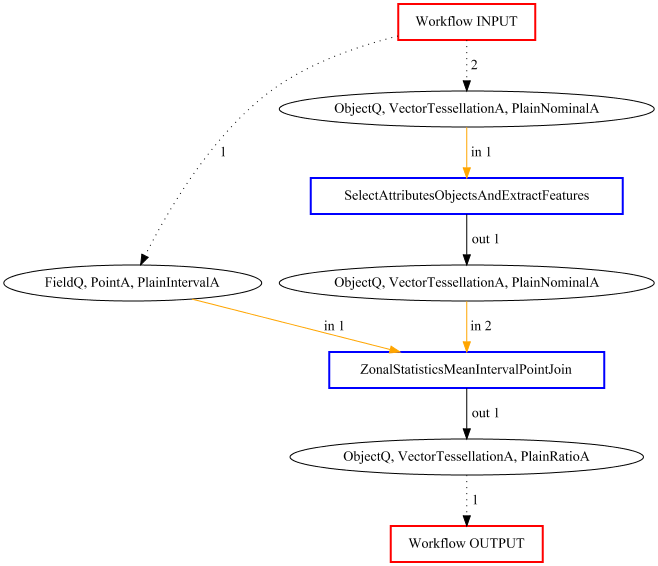 Workflow INPUT
2
ObjectQ, VectorTessellationA, PlainNominalA
in 1
1
SelectAttributesObjectsAndExtractFeatures
out 1
FieldQ, PointA, PlainIntervalA
ObjectQ, VectorTessellationA, PlainNominalA
in 1
in 2
ZonalStatisticsMeanIntervalPointJoin
out 1
ObjectQ, VectorTessellationA, PlainRatioA
1
Workflow OUTPUT